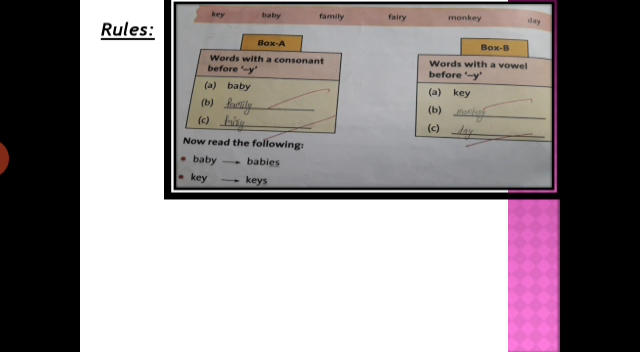 Rules:
key baby family fairy monkey day
Box-A
Words with a consonant
before '-y'
(a) baby
(b) family
(c) fairy
Box-B
Words with a vowel
before '-y'
(a) key
(b) monkey
(c) day
Now read the following:
• baby → babies
• key → keys